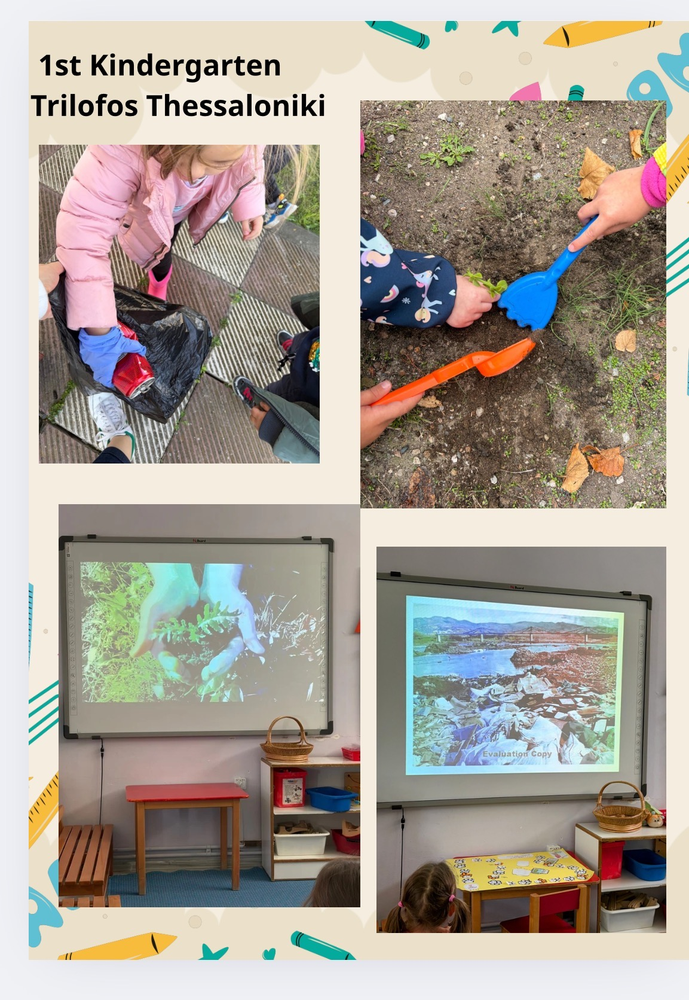 1st Kindergarten
Trilofos Thessaloniki
Evaluation Copy